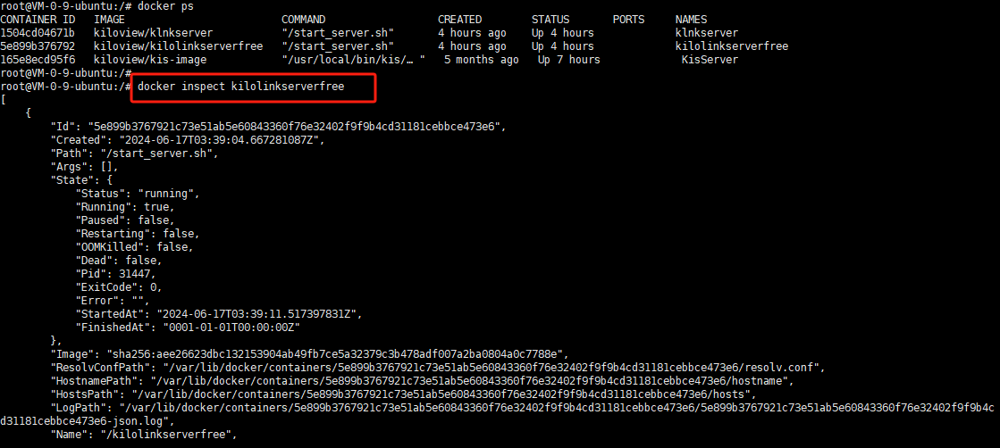 root@VM-0-9-ubuntu:/# docker ps
CONTAINER ID   IMAGE                         COMMAND                  CREATED        STATUS       PORTS     NAMES
1504cd04671b   kiloview/klnkserver           "/start_server.sh"       4 hours ago    Up 4 hours             klnkserver
5e899b376792   kiloview/kilolinkserverfree   "/start_server.sh"       4 hours ago    Up 4 hours             kilolinkserverfree
165e8ecd95f6   kiloview/kis-image            "/usr/local/bin/kis/… "   5 months ago   Up 7 hours             KisServer
root@VM-0-9-ubuntu:/#
root@VM-0-9-ubuntu:/# docker inspect kilolinkserverfree
[
    {
        "Id": "5e899b3767921c73e51ab5e60843360f76e32402f9f9b4cd31181cebbce473e6",
        "Created": "2024-06-17T03:39:04.667281087Z",
        "Path": "/start_server.sh",
        "Args": [],
        "State": {
            "Status": "running",
            "Running": true,
            "Paused": false,
            "Restarting": false,
            "OOMKilled": false,
            "Dead": false,
            "Pid": 31447,
            "ExitCode": 0,
            "Error": "",
            "StartedAt": "2024-06-17T03:39:11.517397831Z",
            "FinishedAt": "0001-01-01T00:00:00Z"
        },
        "Image": "sha256:aee26623dbc132153904ab49fb7ce5a32379c3b478adf007a2ba0804a0c7788e",
        "ResolvConfPath": "/var/lib/docker/containers/5e899b3767921c73e51ab5e60843360f76e32402f9f9b4cd31181cebbce473e6/resolv.conf",
        "HostnamePath": "/var/lib/docker/containers/5e899b3767921c73e51ab5e60843360f76e32402f9f9b4cd31181cebbce473e6/hostname",
        "HostsPath": "/var/lib/docker/containers/5e899b3767921c73e51ab5e60843360f76e32402f9f9b4cd31181cebbce473e6/hosts",
        "LogPath": "/var/lib/docker/containers/5e899b3767921c73e51ab5e60843360f76e32402f9f9b4cd31181cebbce473e6/5e899b3767921c73e51ab5e60843360f76e32402f9f9b4c
d31181cebbce473e6-json.log",
        "Name": "/kilolinkserverfree",